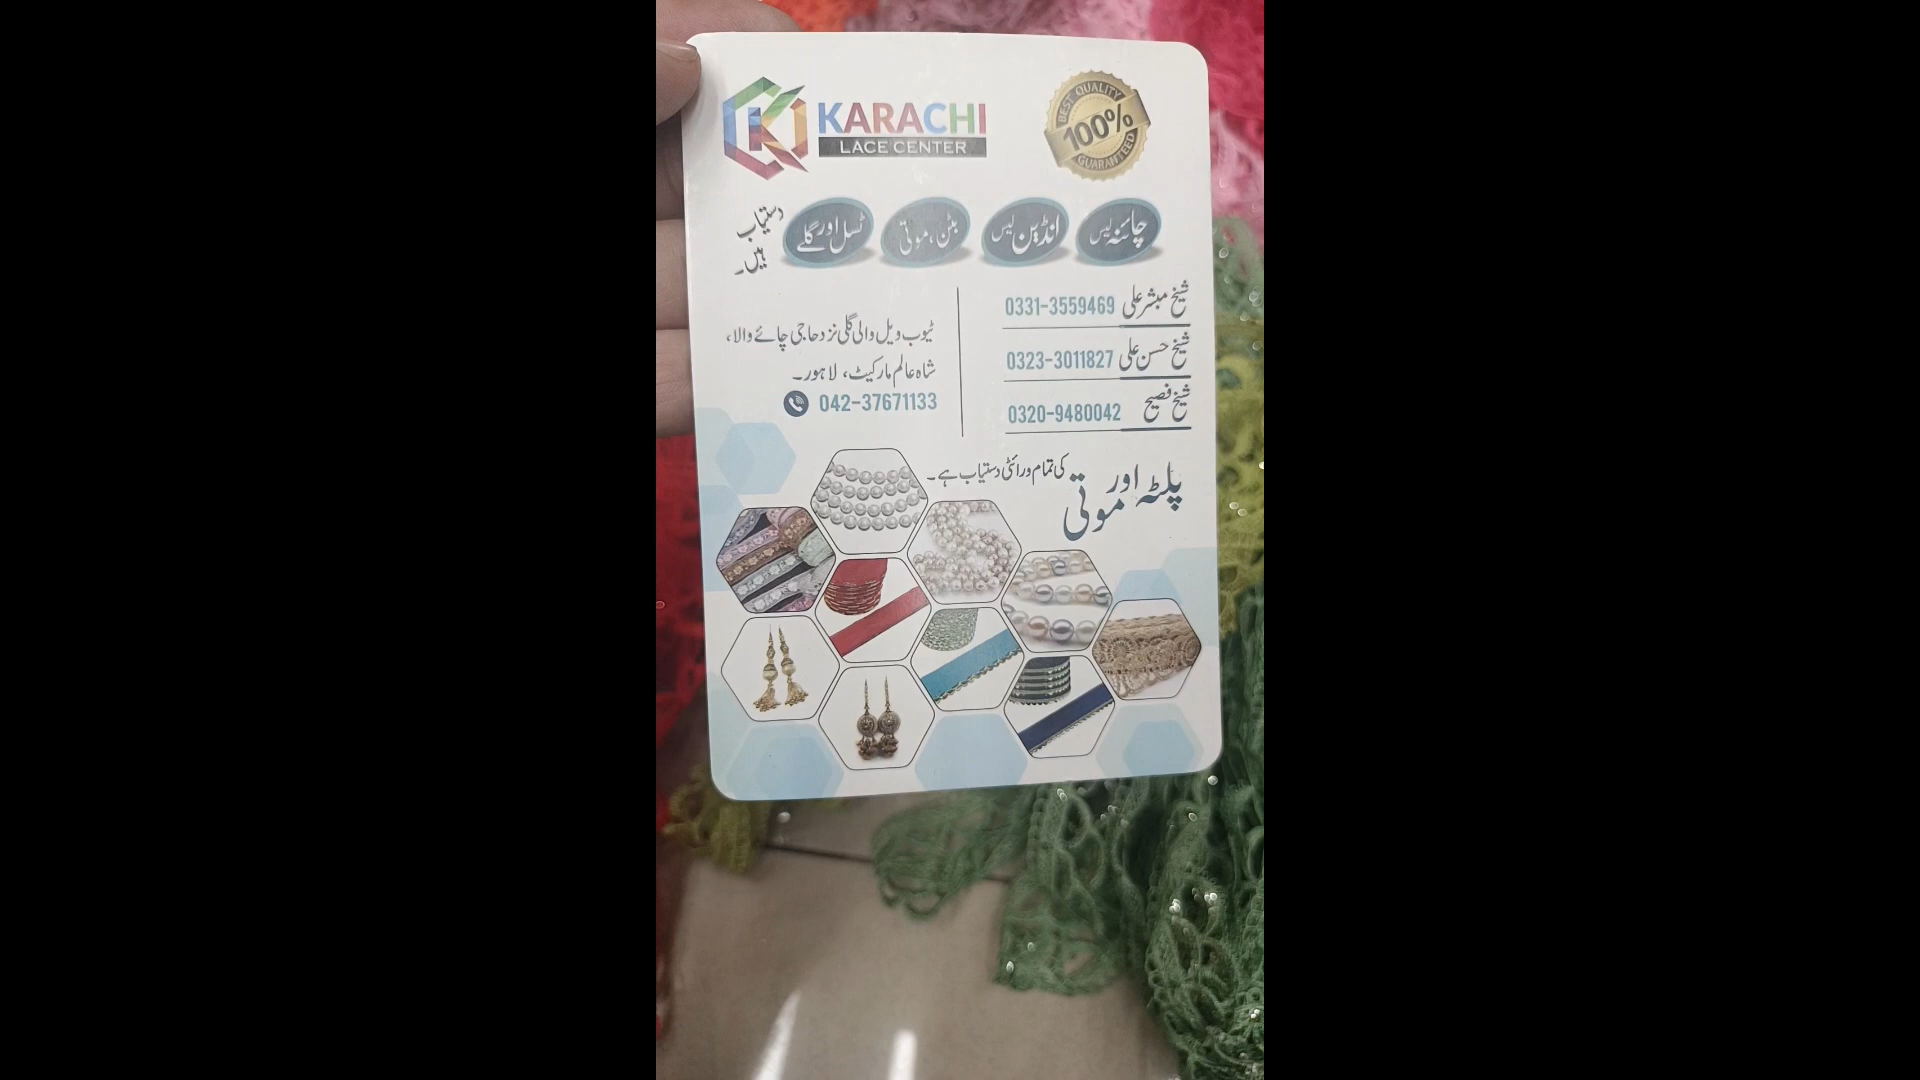 KARACHI
LACE CENTER
BEST QUALITY
100%
GUARANTEED
چائنہ لیس
انڈین لیس
بٹن، موتی
ٹسل اور گلے
دستیاب ہیں۔
شیخ مبشر علی 0331-3559469
شیخ حسن علی 0323-3011827
شیخ فصیح 0320-9480042
ٹیوب ویل والی گلی نزد حاجی چائے والا،
شاہ عالم مارکیٹ، لاہور۔
042-37671133
پلٹہ اور موتی کی تمام ورائٹی دستیاب ہے۔